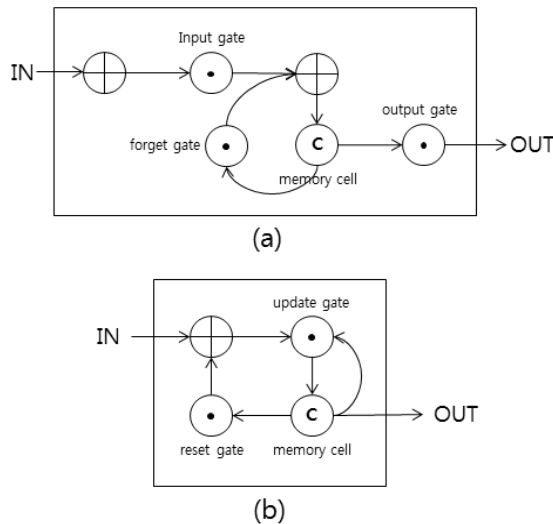 Input gate
IN
output gate
forget gate
C
OUT
memory cell
(a)
update gate
IN
C
OUT
reset gate
memory cell
(b)